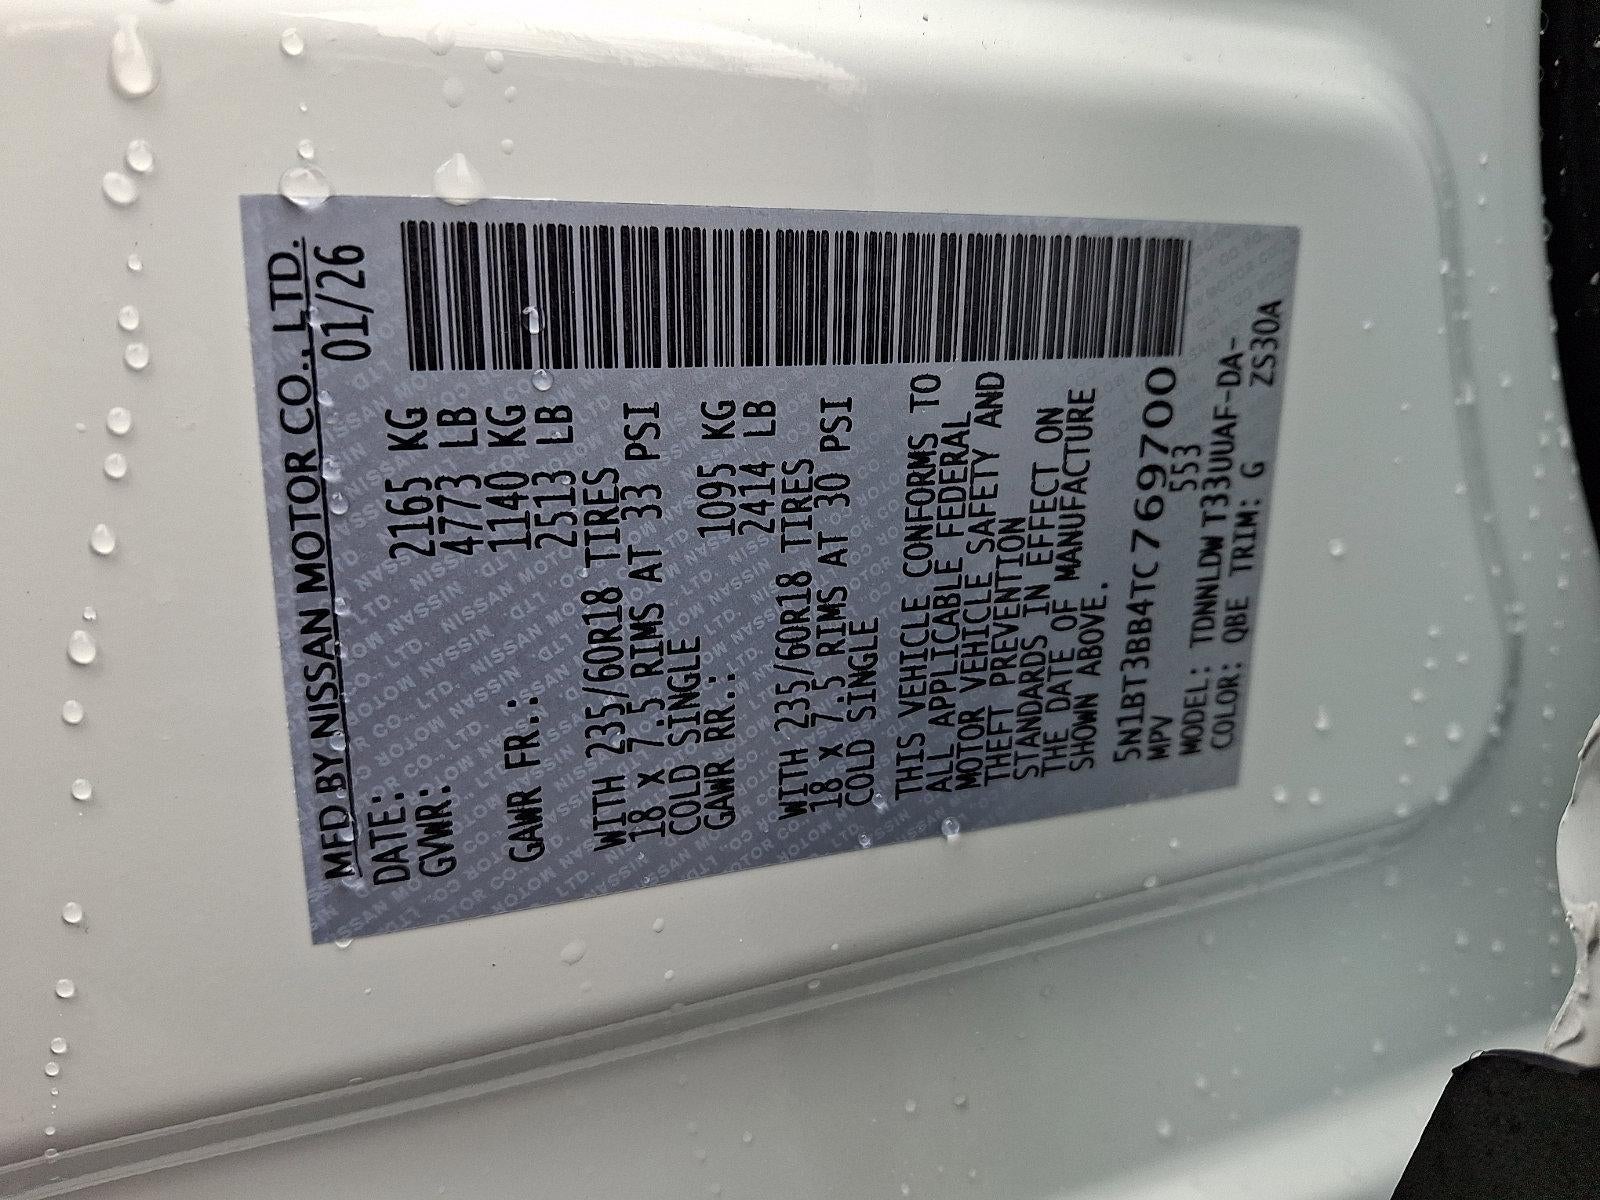 MFD BY NISSAN MOTOR CO., LTD.
DATE: 01/26
GVWR: 2165 KG
4773 LB
GAWR FR.: 1140 KG
2513 LB
WITH 235/60R18 TIRES
18 x 7.5 RIMS AT 33 PSI
COLD SINGLE
GAWR RR.: 1095 KG
2414 LB
WITH 235/60R18 TIRES
18 x 7.5 RIMS AT 30 PSI
COLD SINGLE
THIS VEHICLE CONFORMS TO
ALL APPLICABLE FEDERAL
MOTOR VEHICLE SAFETY AND
THEFT PREVENTION
STANDARDS IN EFFECT ON
THE DATE OF MANUFACTURE
SHOWN ABOVE.
5N1BT3BB4TC769700
MPV 553
MODEL: TDNNLDW T33UUAF-DA-
COLOR: QBE TRIM: G ZS30A